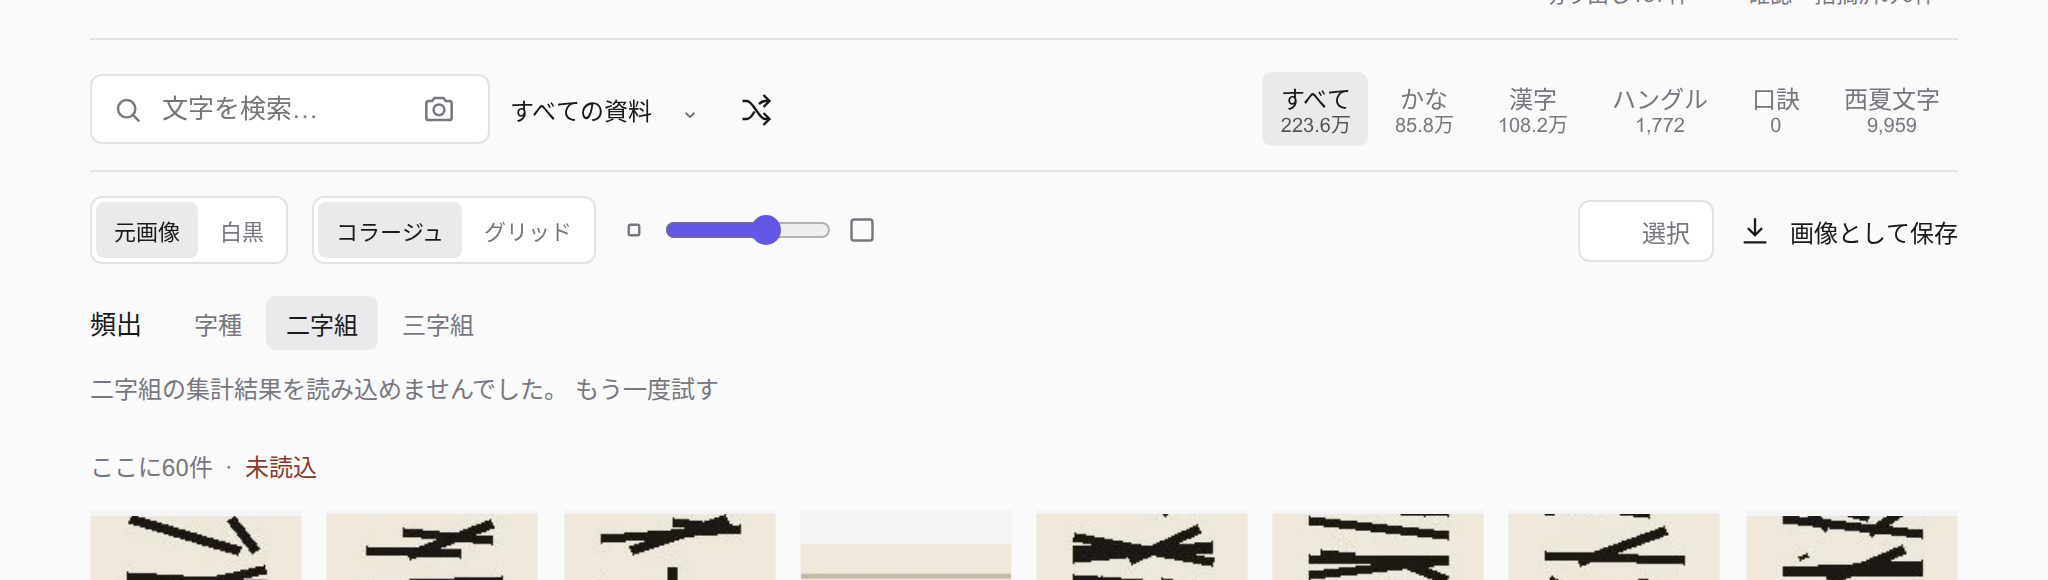 文字を検索…
すべての資料
すべて
223.6万
かな
85.8万
漢字
108.2万
ハングル
1,772
口訣
0
西夏文字
9,959
元画像
白黒
コラージュ
グリッド
選択
画像として保存
頻出
字種
二字組
三字組
二字組の集計結果を読み込めませんでした。 もう一度試す
ここに60件 · 未読込